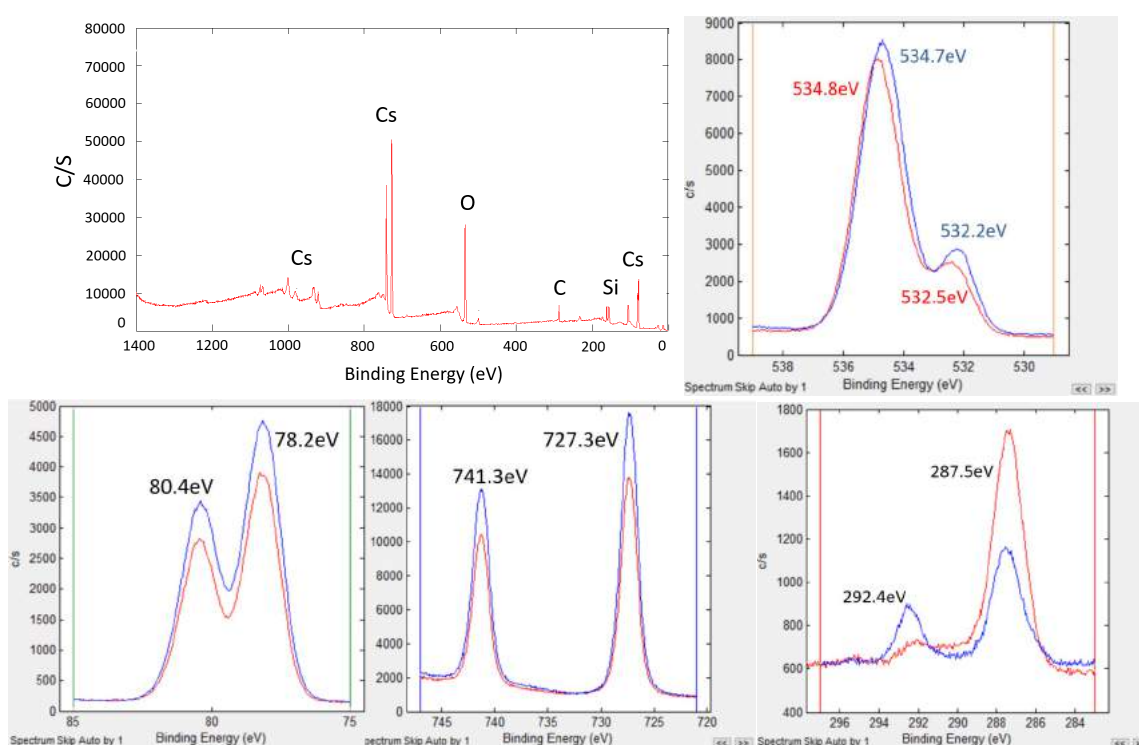 80000
70000
60000
50000
40000
30000
20000
10000
0
C/S
Cs
Cs
O
C
Si
Cs
1400 1200 1000 800 600 400 200 0
Binding Energy (eV)
9000
8000
7000
6000
5000
4000
3000
2000
1000
0
c/s
534.7eV
534.8eV
532.2eV
532.5eV
538 536 534 532 530
Spectrum Skip Auto by 1 Binding Energy (eV) << >>
5000
4500
4000
3500
3000
2500
2000
1500
1000
500
0
c/s
78.2eV
80.4eV
85 80 75
Spectrum Skip Auto by 1 Binding Energy (eV)
18000
16000
14000
12000
10000
8000
6000
4000
2000
0
727.3eV
741.3eV
745 740 735 730 725 720
pectrum Skip Auto by 1 Binding Energy (eV) << >>
1800
1600
1400
1200
1000
800
600
400
c/s
287.5eV
292.4eV
296 294 292 290 288 286 284
Spectrum Skip Auto by 1 Binding Energy (eV) <<